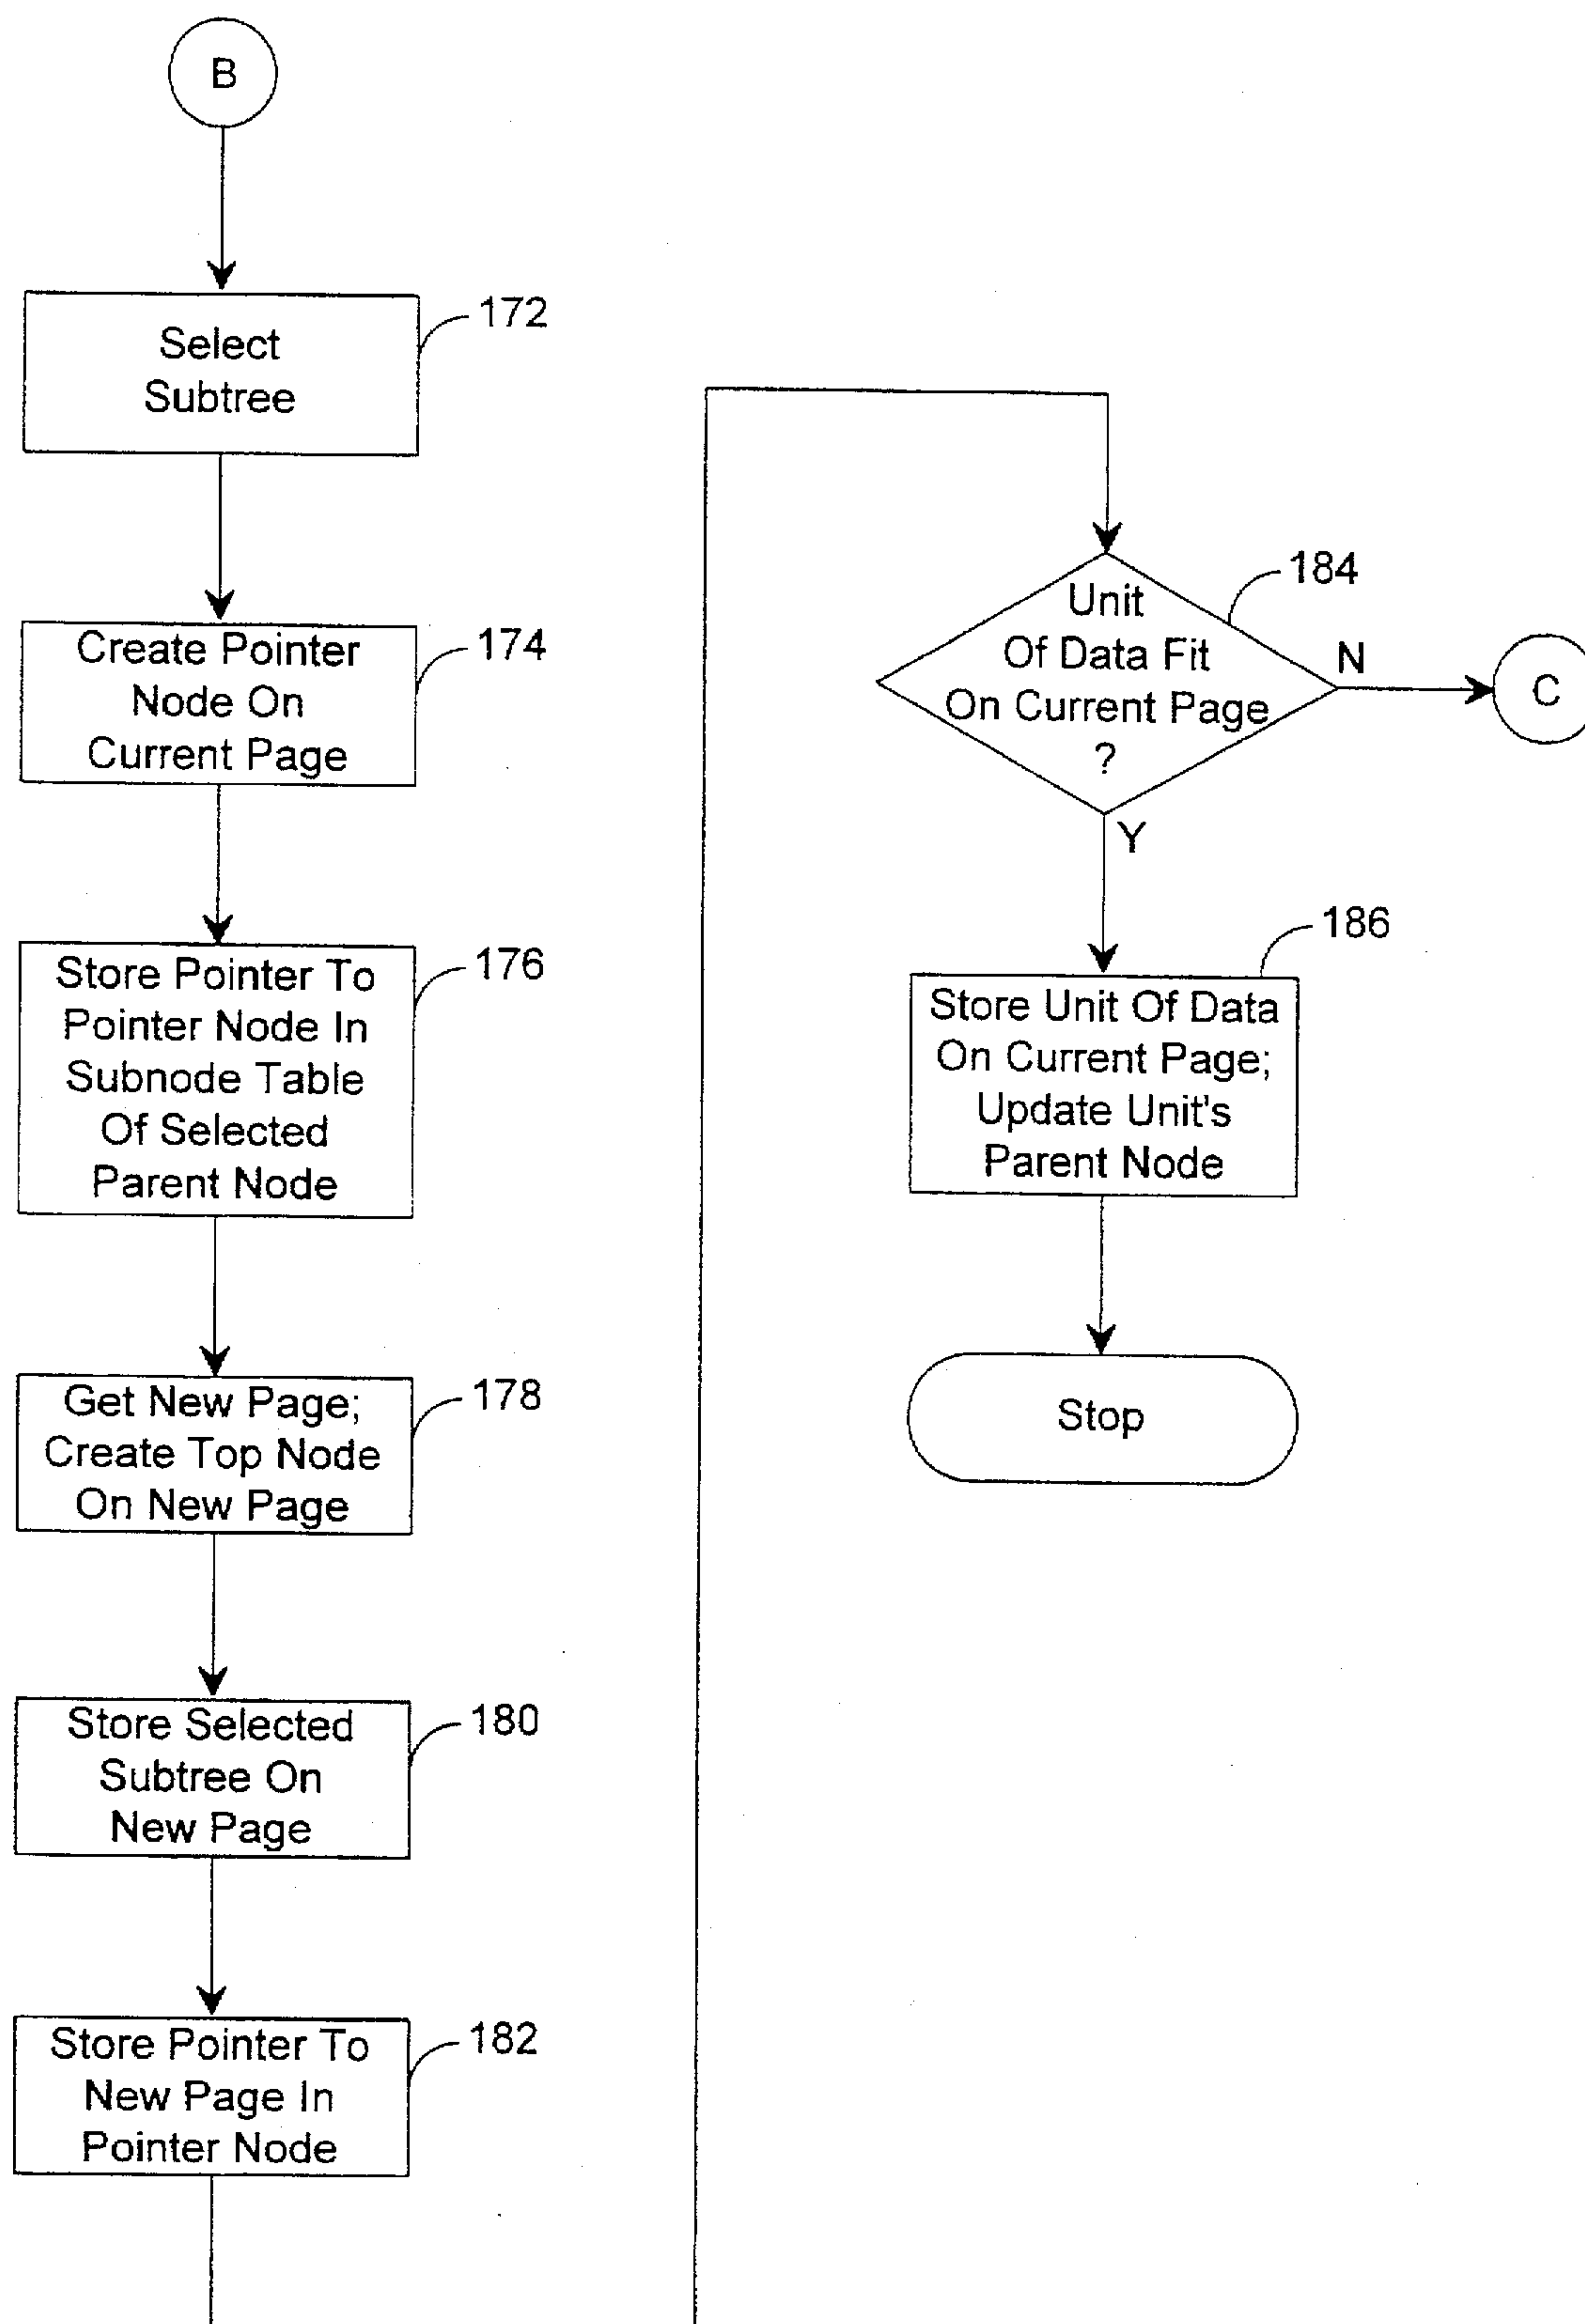 B
Select
Subtree
172
Create Pointer
Node On
Current Page
174
Store Pointer To
Pointer Node In
Subnode Table
Of Selected
Parent Node
176
Get New Page;
Create Top Node
On New Page
178
Store Selected
Subtree On
New Page
180
Store Pointer To
New Page In
Pointer Node
182
Unit
Of Data Fit
On Current Page
?
184
N
C
Y
Store Unit Of Data
On Current Page;
Update Unit's
Parent Node
186
Stop